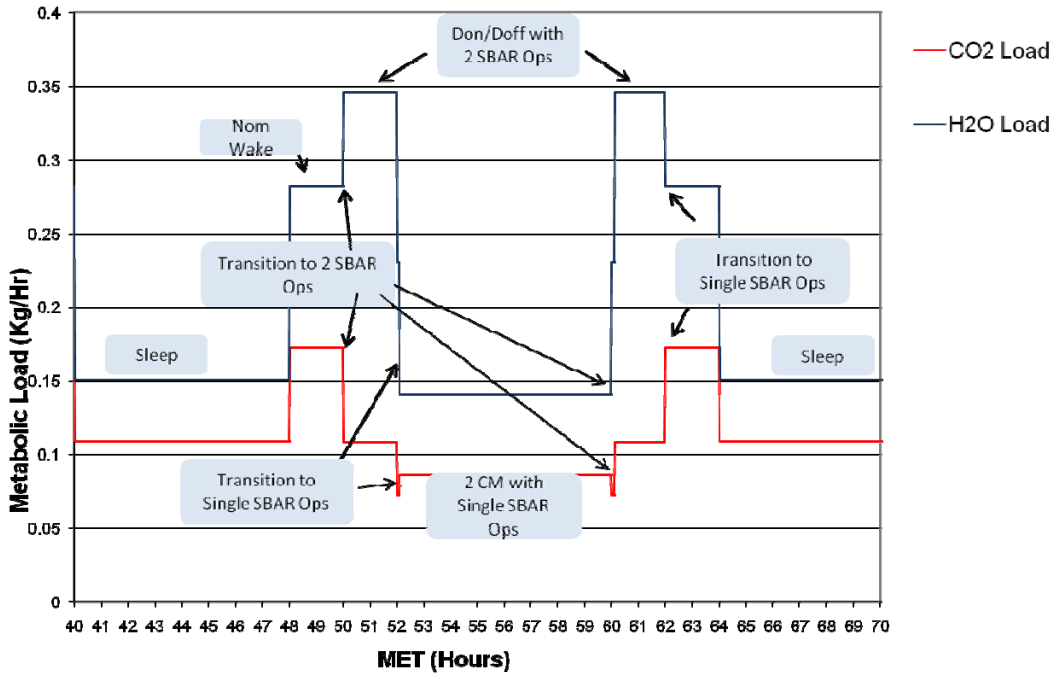 0.4
0.35
0.3
0.25
0.2
0.15
0.1
0.05
0
Metabolic Load (Kg/Hr)
Don/Doff with
2 SBAR Ops
Nom
Wake
Transition to 2 SBAR
Ops
Transition to
Single SBAR Ops
Sleep
Sleep
Transition to
Single SBAR Ops
2 CM with
Single SBAR
Ops
CO2 Load
H2O Load
40 41 42 43 44 45 46 47 48 49 50 51 52 53 54 55 56 57 58 59 60 61 62 63 64 65 66 67 68 69 70
MET (Hours)